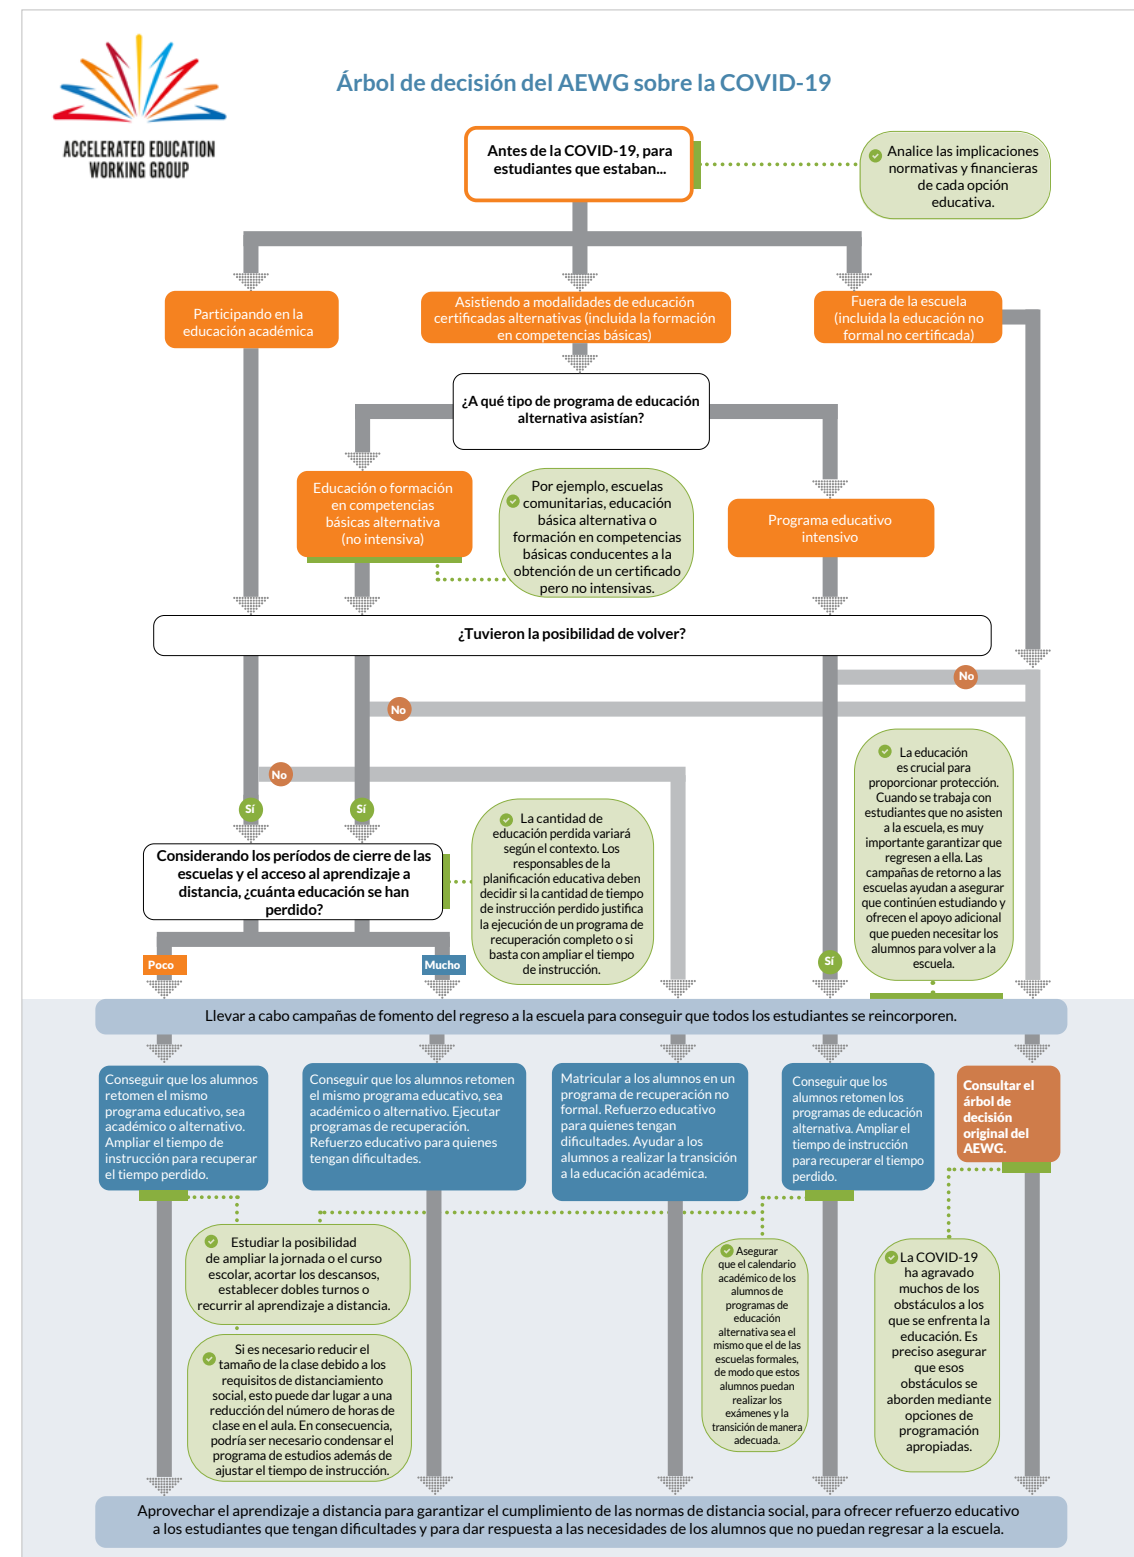 ACCELERATED EDUCATION
WORKING GROUP
Árbol de decisión del AEWG sobre la COVID-19
Antes de la COVID-19, para
estudiantes que estaban...
Analice las implicaciones
normativas y financieras
de cada opción
educativa.
Participando en la
educación académica
Asistiendo a modalidades de educación
certificadas alternativas (incluida la formación
en competencias básicas)
Fuera de la escuela
(incluida la educación no
formal no certificada)
¿A qué tipo de programa de educación
alternativa asistían?
Educación o formación
en competencias
básicas alternativa
(no intensiva)
Por ejemplo, escuelas
comunitarias, educación
básica alternativa o
formación en competencias
básicas conducentes a la
obtención de un certificado
pero no intensivas.
Programa educativo
intensivo
¿Tuvieron la posibilidad de volver?
No
No
No
Sí
Sí
La educación
es crucial para
proporcionar protección.
Cuando se trabaja con
estudiantes que no asisten
a la escuela, es muy
importante garantizar que
regresen a ella. Las
campañas de retorno a las
escuelas ayudan a asegurar
que continúen estudiando y
ofrecen el apoyo adicional
que pueden necesitar los
alumnos para volver a la
escuela.
La cantidad de
educación perdida variará
según el contexto. Los
responsables de la
planificación educativa deben
decidir si la cantidad de tiempo
de instrucción perdido justifica
la ejecución de un programa de
recuperación completo o si
basta con ampliar el tiempo
de instrucción.
Considerando los períodos de cierre de las
escuelas y el acceso al aprendizaje a
distancia, ¿cuánta educación se han
perdido?
Poco
Mucho
Sí
Llevar a cabo campañas de fomento del regreso a la escuela para conseguir que todos los estudiantes se reincorporen.
Conseguir que los alumnos
retomen el mismo
programa educativo, sea
académico o alternativo.
Ampliar el tiempo de
instrucción para recuperar
el tiempo perdido.
Conseguir que los alumnos retomen
el mismo programa educativo, sea
académico o alternativo. Ejecutar
programas de recuperación.
Refuerzo educativo para quienes
tengan dificultades.
Matricular a los alumnos en un
programa de recuperación no
formal. Refuerzo educativo
para quienes tengan
dificultades. Ayudar a los
alumnos a realizar la transición
a la educación académica.
Conseguir que los
alumnos retomen los
programas de educación
alternativa. Ampliar el
tiempo de instrucción
para recuperar el tiempo
perdido.
Consultar el
árbol de
decisión
original del
AEWG.
Estudiar la posibilidad
de ampliar la jornada o el curso
escolar, acortar los descansos,
establecer dobles turnos o
recurrir al aprendizaje a distancia.
Si es necesario reducir el
tamaño de la clase debido a los
requisitos de distanciamiento
social, esto puede dar lugar a una
reducción del número de horas de
clase en el aula. En consecuencia,
podría ser necesario condensar el
programa de estudios además de
ajustar el tiempo de instrucción.
Asegurar
que el calendario
académico de los
alumnos de
programas de
educación
alternativa sea el
mismo que el de las
escuelas formales,
de modo que estos
alumnos puedan
realizar los
exámenes y la
transición de manera
adecuada.
La COVID-19
ha agravado
muchos de los
obstáculos a los
que se enfrenta la
educación. Es
preciso asegurar
que esos
obstáculos se
aborden mediante
opciones de
programación
apropiadas.
Aprovechar el aprendizaje a distancia para garantizar el cumplimiento de las normas de distancia social, para ofrecer refuerzo educativo
a los estudiantes que tengan dificultades y para dar respuesta a las necesidades de los alumnos que no puedan regresar a la escuela.